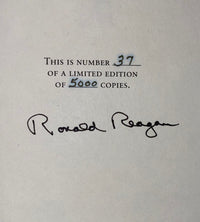 THIS IS NUMBER 37
OF A LIMITED EDITION
OF 5000 COPIES.
Ronald Reagan